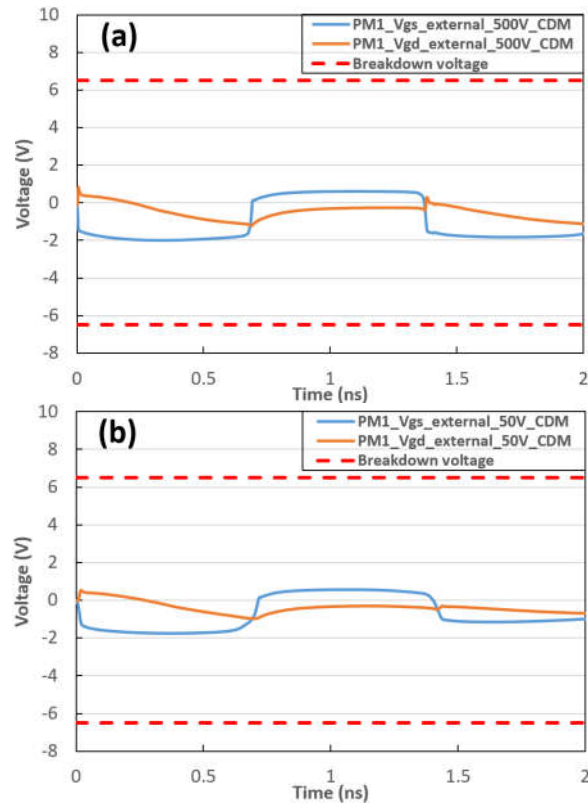 10
(a)
PM1_Vgs_external_500V_CDM
PM1_Vgd_external_500V_CDM
Breakdown voltage
8
6
4
2
0
-2
-4
-6
-8
Voltage (V)
0
0.5
1
1.5
2
Time (ns)
10
(b)
PM1_Vgs_external_50V_CDM
PM1_Vgd_external_50V_CDM
Breakdown voltage
8
6
4
2
0
-2
-4
-6
-8
Voltage (V)
0
0.5
1
1.5
2
Time (ns)